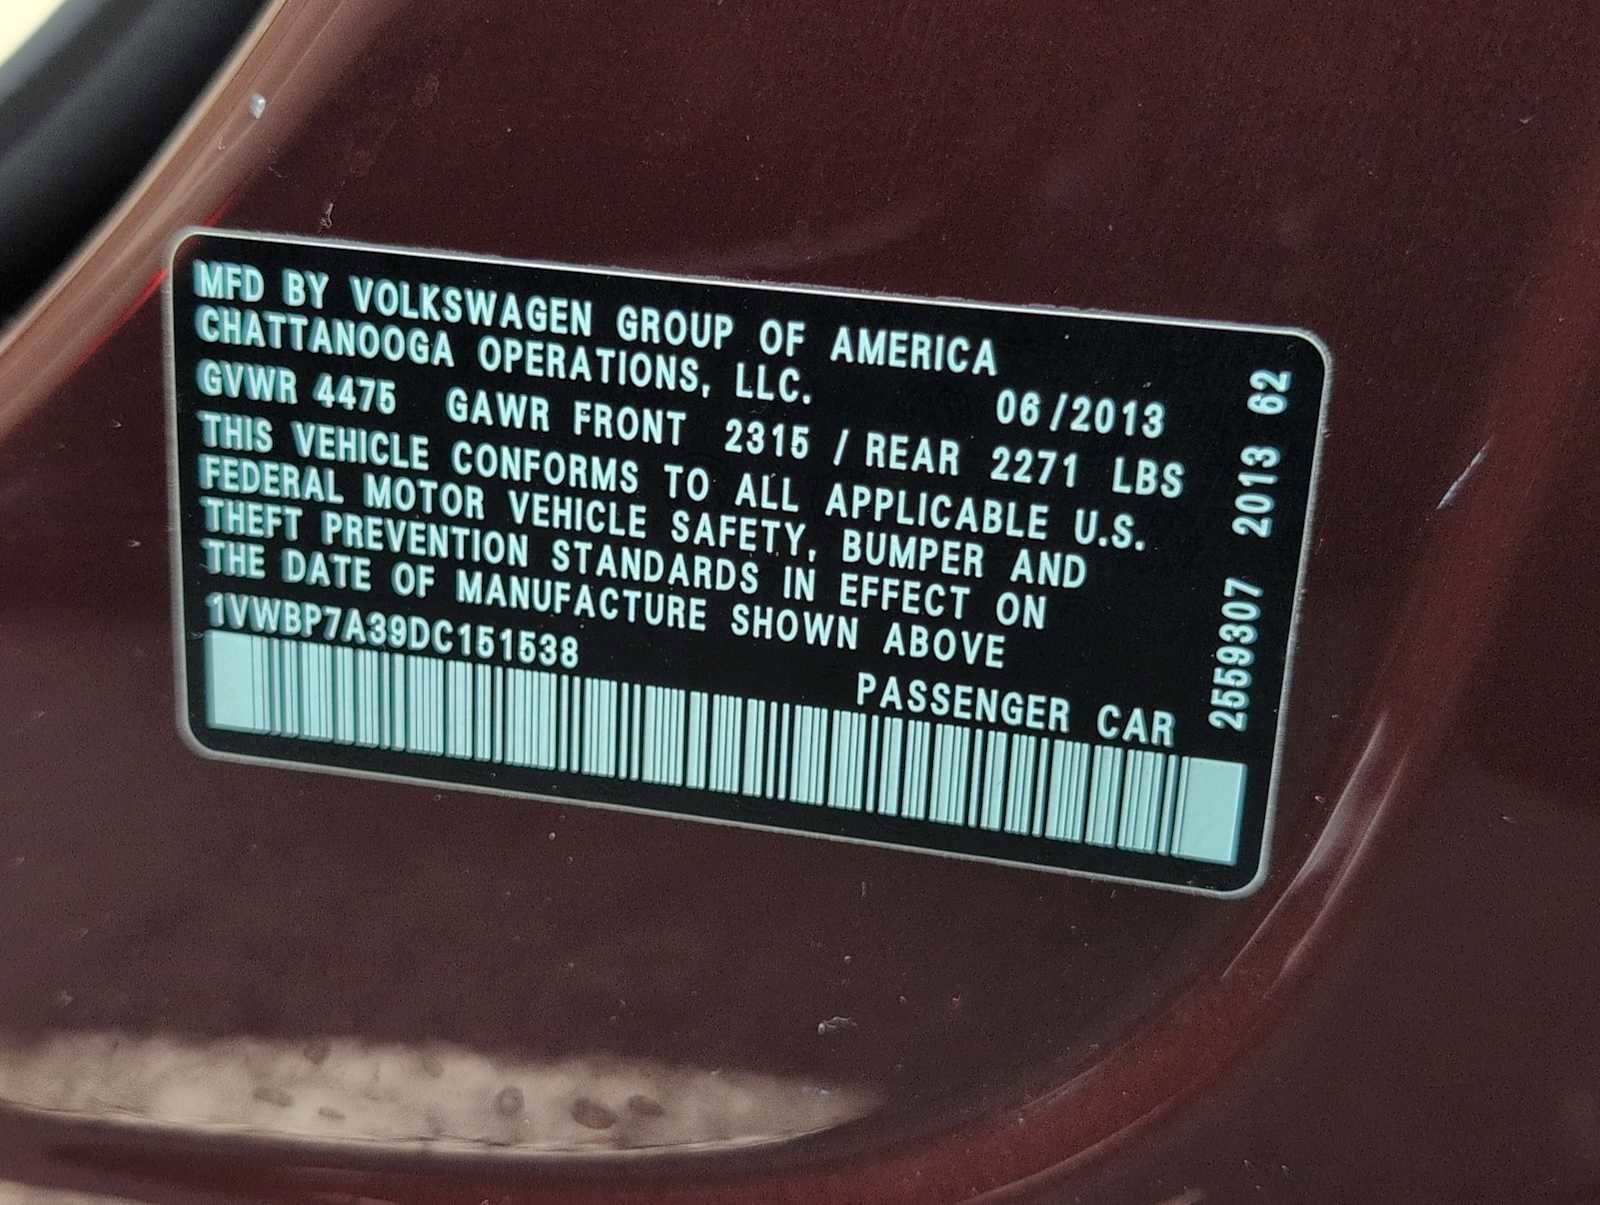 MFD BY VOLKSWAGEN GROUP OF AMERICA
CHATTANOOGA OPERATIONS, LLC.
06/2013
GVWR 4475 GAWR FRONT 2315 / REAR 2271 LBS
THIS VEHICLE CONFORMS TO ALL APPLICABLE U.S.
FEDERAL MOTOR VEHICLE SAFETY, BUMPER AND
THEFT PREVENTION STANDARDS IN EFFECT ON
THE DATE OF MANUFACTURE SHOWN ABOVE
1VWBP7A39DC151538
PASSENGER CAR
2559307 2013 62